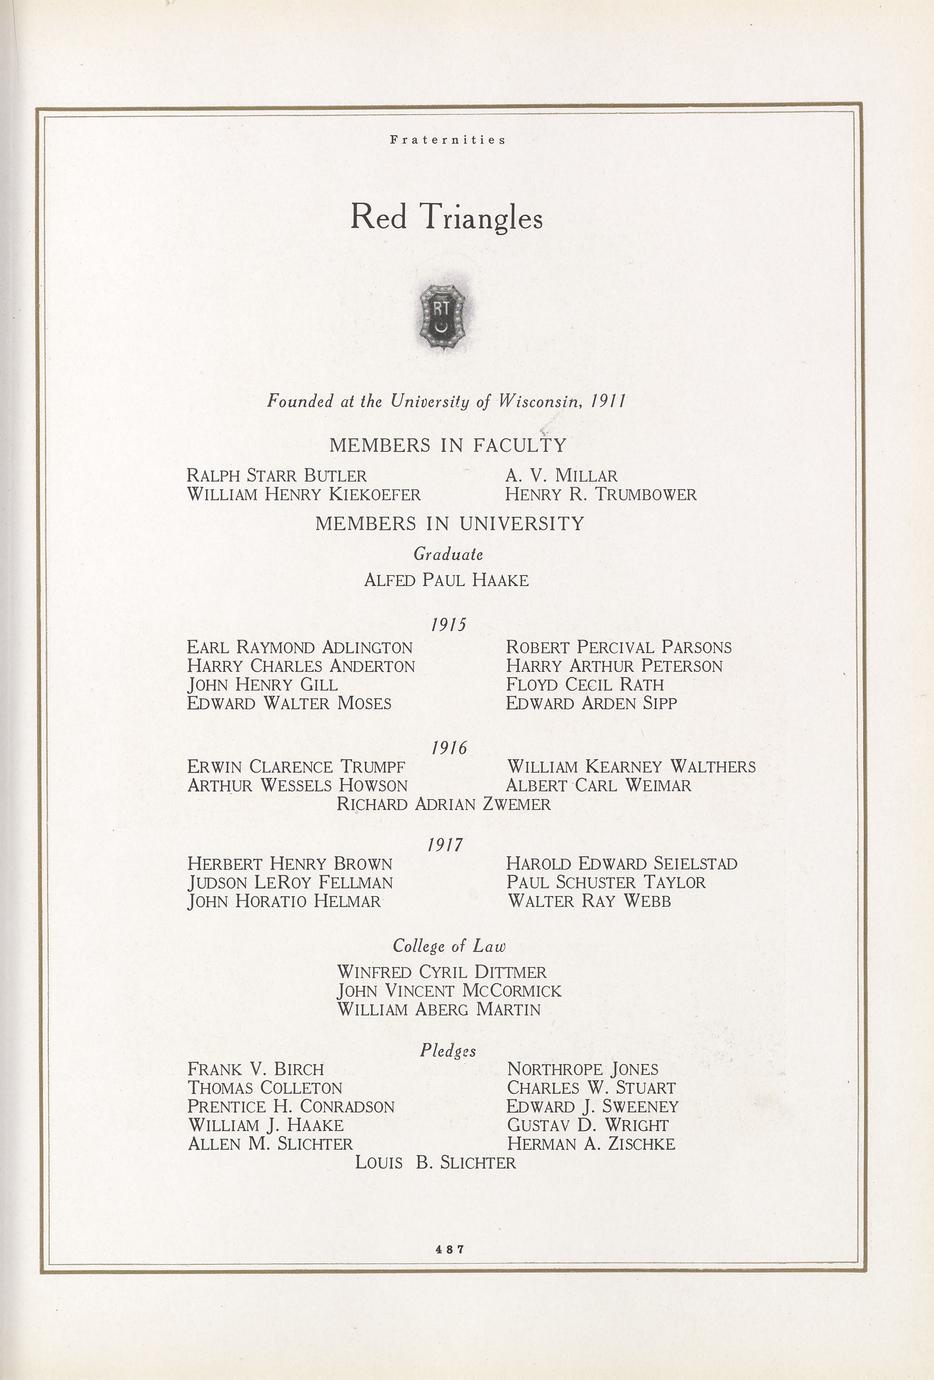 Fraternities
Red Triangles
RT
Founded at the University of Wisconsin, 1911
MEMBERS IN FACULTY
RALPH STARR BUTLER A. V. MILLAR
WILLIAM HENRY KIEKOEFER HENRY R. TRUMBOWER
MEMBERS IN UNIVERSITY
Graduate
ALFED PAUL HAAKE
1915
EARL RAYMOND ADLINGTON ROBERT PERCIVAL PARSONS
HARRY CHARLES ANDERTON HARRY ARTHUR PETERSON
JOHN HENRY GILL FLOYD CECIL RATH
EDWARD WALTER MOSES EDWARD ARDEN SIPP
1916
ERWIN CLARENCE TRUMPF WILLIAM KEARNEY WALTHERS
ARTHUR WESSELS HOWSON ALBERT CARL WEIMAR
RICHARD ADRIAN ZWEMER
1917
HERBERT HENRY BROWN HAROLD EDWARD SEIELSTAD
JUDSON LEROY FELLMAN PAUL SCHUSTER TAYLOR
JOHN HORATIO HELMAR WALTER RAY WEBB
College of Law
WINFRED CYRIL DITTMER
JOHN VINCENT MCCORMICK
WILLIAM ABERG MARTIN
Pledges
FRANK V. BIRCH NORTHROPE JONES
THOMAS COLLETON CHARLES W. STUART
PRENTICE H. CONRADSON EDWARD J. SWEENEY
WILLIAM J. HAAKE GUSTAV D. WRIGHT
ALLEN M. SLICHTER HERMAN A. ZISCHKE
LOUIS B. SLICHTER
487